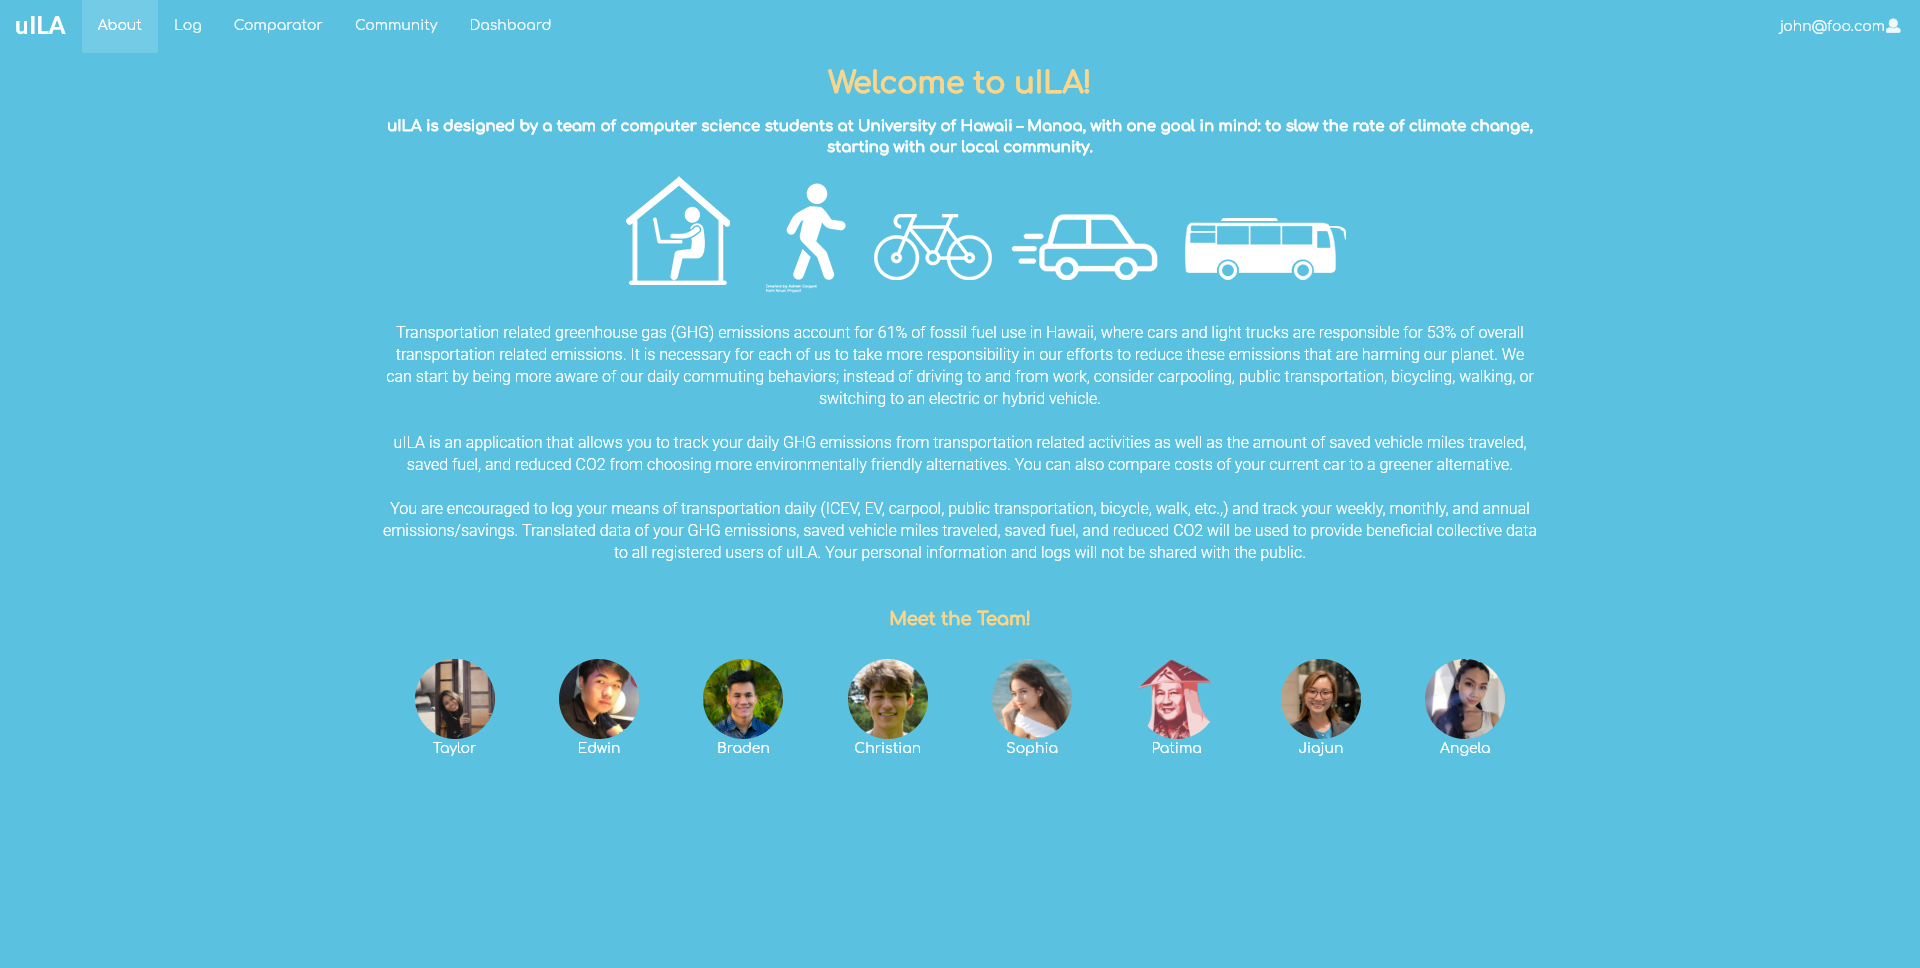 uILA About Log Comparator Community Dashboard john@foo.com
Welcome to uILA!
uILA is designed by a team of computer science students at University of Hawaii – Manoa, with one goal in mind: to slow the rate of climate change,
starting with our local community.
Created by Adrien Coquet
from Noun Project
Transportation related greenhouse gas (GHG) emissions account for 61% of fossil fuel use in Hawaii, where cars and light trucks are responsible for 53% of overall
transportation related emissions. It is necessary for each of us to take more responsibility in our efforts to reduce these emissions that are harming our planet. We
can start by being more aware of our daily commuting behaviors; instead of driving to and from work, consider carpooling, public transportation, bicycling, walking, or
switching to an electric or hybrid vehicle.
uILA is an application that allows you to track your daily GHG emissions from transportation related activities as well as the amount of saved vehicle miles traveled,
saved fuel, and reduced CO2 from choosing more environmentally friendly alternatives. You can also compare costs of your current car to a greener alternative.
You are encouraged to log your means of transportation daily (ICEV, EV, carpool, public transportation, bicycle, walk, etc.,) and track your weekly, monthly, and annual
emissions/savings. Translated data of your GHG emissions, saved vehicle miles traveled, saved fuel, and reduced CO2 will be used to provide beneficial collective data
to all registered users of uILA. Your personal information and logs will not be shared with the public.
Meet the Team!
Taylor Edwin Braden Christian Sophia Patima Jiajun Angela